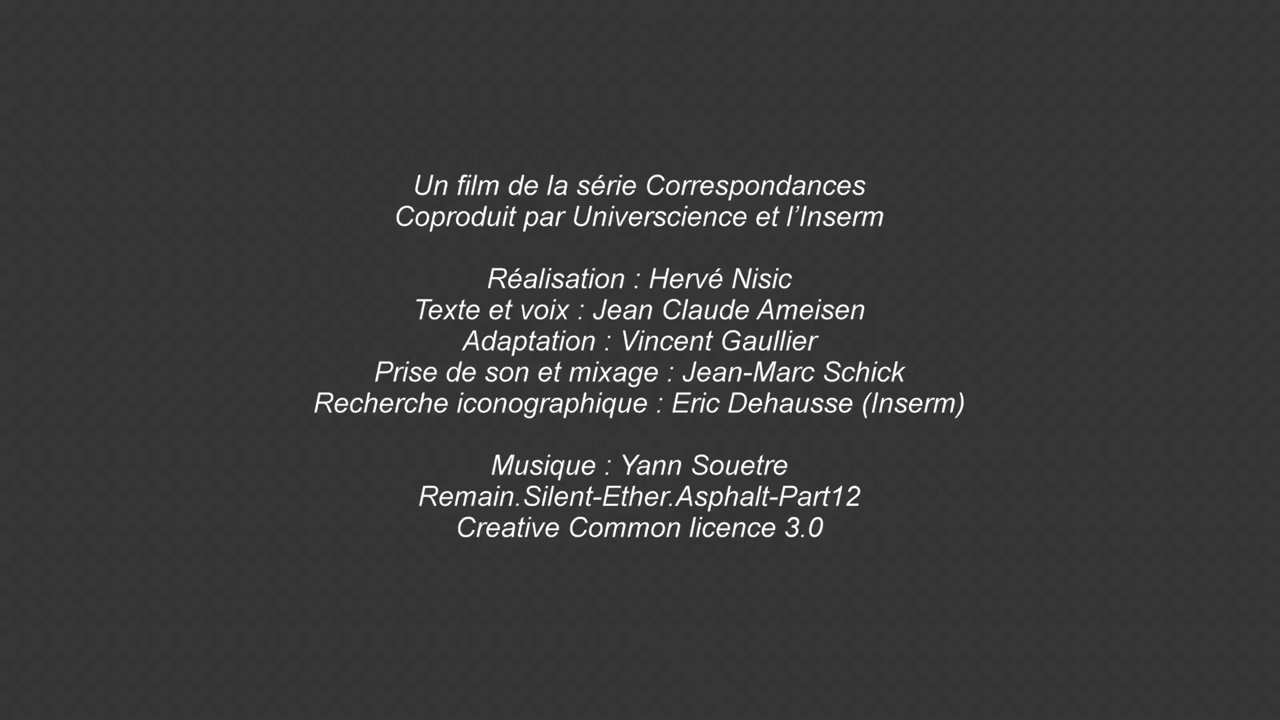 Un film de la série Correspondances
Coproduit par Universcience et l’Inserm
Réalisation : Hervé Nisic
Texte et voix : Jean Claude Ameisen
Adaptation : Vincent Gaullier
Prise de son et mixage : Jean-Marc Schick
Recherche iconographique : Eric Dehausse (Inserm)
Musique : Yann Souetre
Remain.Silent-Ether.Asphalt-Part12
Creative Common licence 3.0